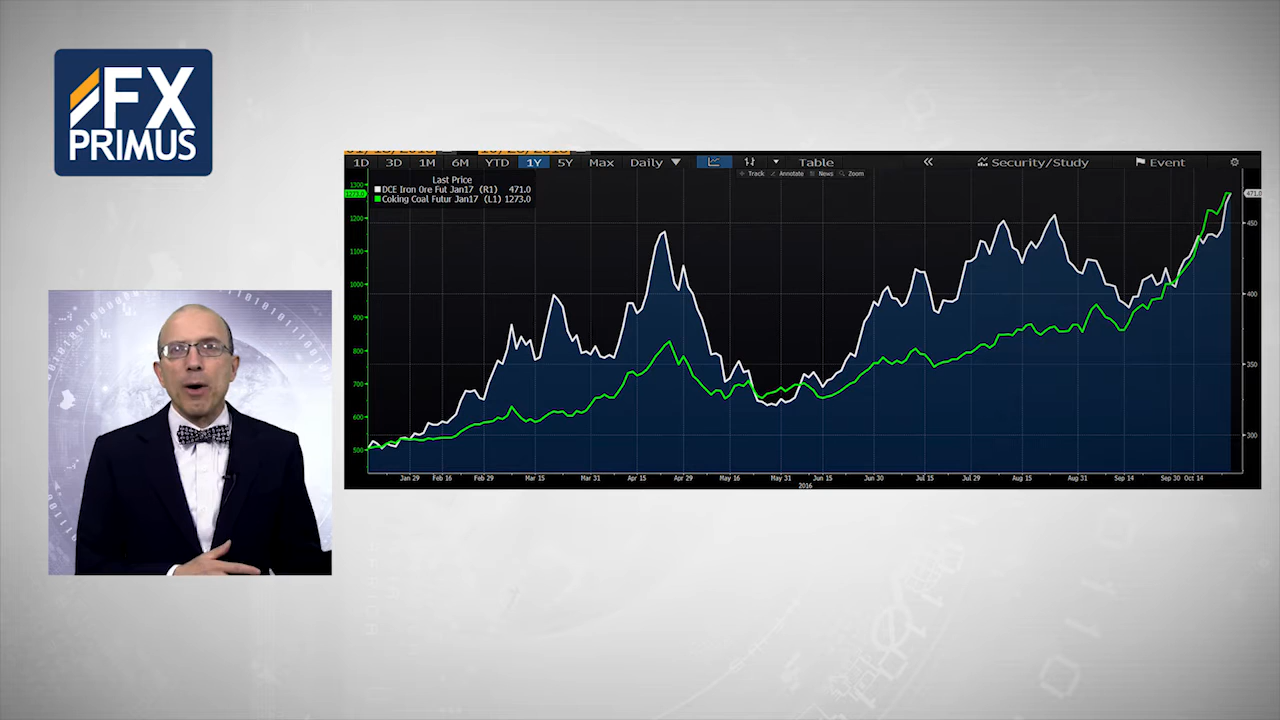 FX
PRIMUS
1D 3D 1M 6M YTD 1Y 5Y Max Daily Table Security/Study Event
Track Annotate News Zoom
Last Price
DCE Iron Ore Fut Jan17 (R1) 471.0
Coking Coal Futur Jan17 (L1) 1273.0
1300
1273.0
1200
1100
1000
900
800
700
600
500
471.0
450
400
350
300
Jan 29 Feb 16 Feb 29 Mar 15 Mar 31 Apr 15 Apr 29 May 16 May 31 Jun 15 Jun 30 Jul 15 Jul 29 Aug 15 Aug 31 Sep 14 Sep 30 Oct 14
2016